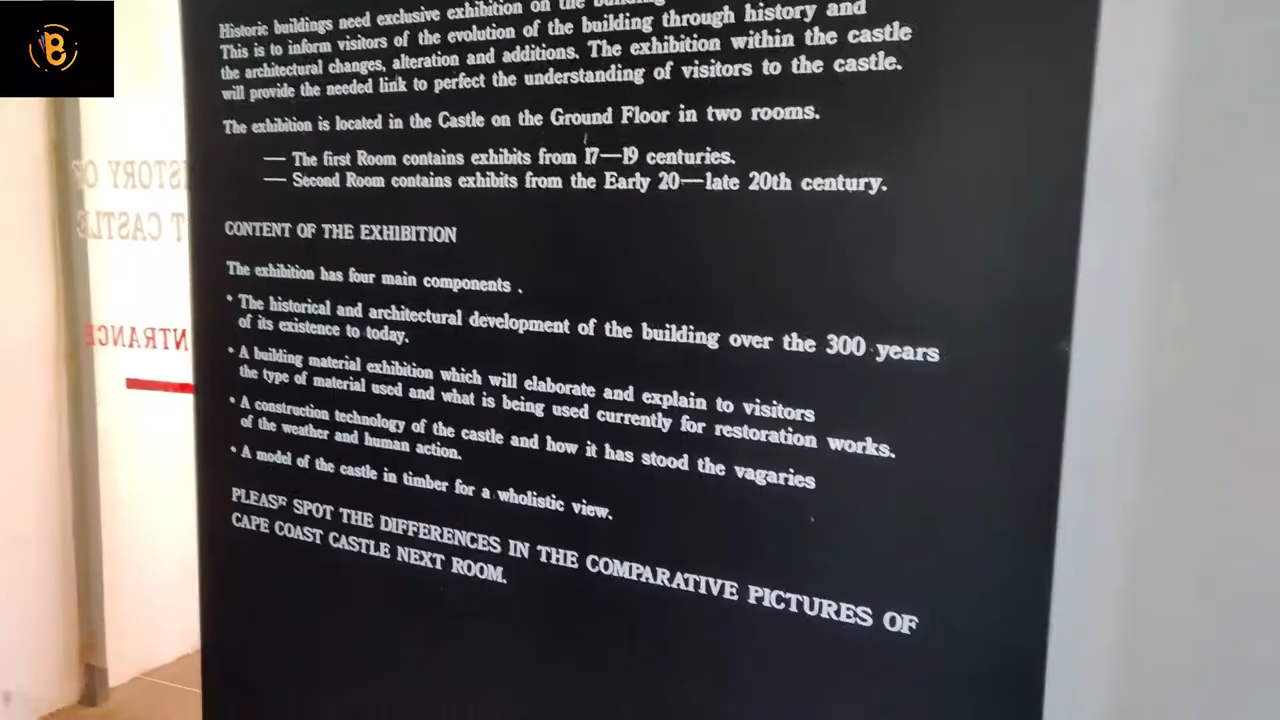 Historic buildings need exclusive exhibition on the building
This is to inform visitors of the evolution of the building through history and
the architectural changes, alteration and additions. The exhibition within the castle
will provide the needed link to perfect the understanding of visitors to the castle.
The exhibition is located in the Castle on the Ground Floor in two rooms.
— The first Room contains exhibits from 17—19 centuries.
— Second Room contains exhibits from the Early 20—late 20th century.
CONTENT OF THE EXHIBITION
The exhibition has four main components .
* The historical and architectural development of the building over the 300 years
of its existence to today.
* A building material exhibition which will elaborate and explain to visitors
the type of material used and what is being used currently for restoration works.
* A construction technology of the castle and how it has stood the vagaries
of the weather and human action.
* A model of the castle in timber for a wholistic view.
PLEASE SPOT THE DIFFERENCES IN THE COMPARATIVE PICTURES OF
CAPE COAST CASTLE NEXT ROOM.
ISTORY OF
T CASTLE
NTRANCE
B